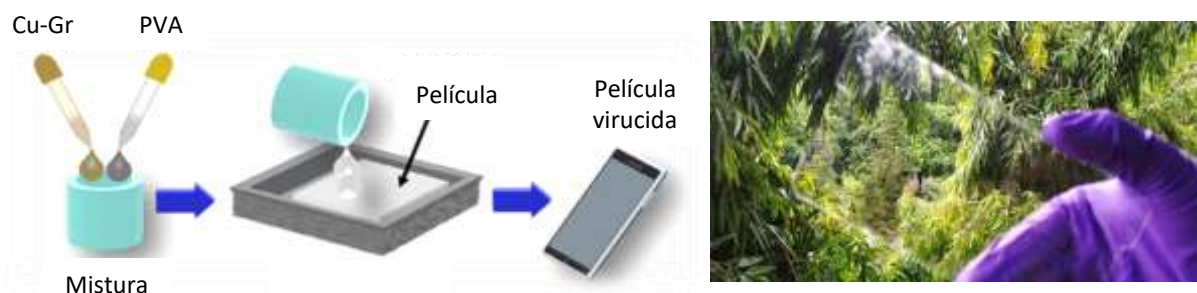 Cu-Gr
PVA
Película
Película
virucida
Mistura